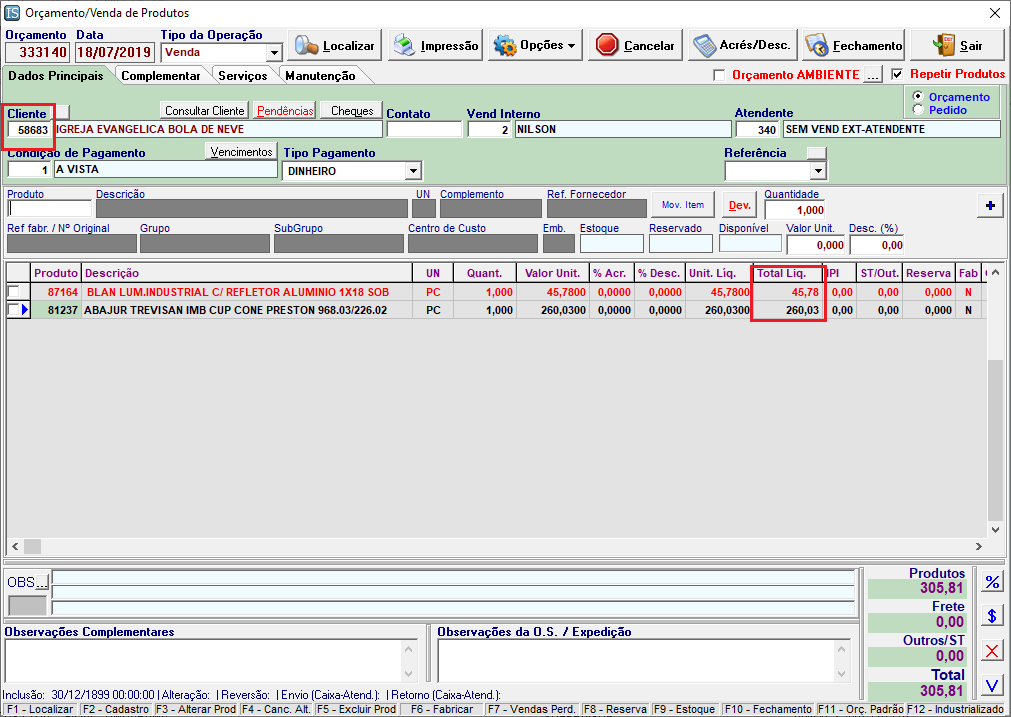 Orçamento/Venda de Produtos
Orçamento Data Tipo da Operação
333140 18/07/2019 Venda
Localizar Impressão Opções Cancelar Acrés/Desc. Fechamento Sair
Dados Principais Complementar Serviços Manutenção
Orçamento AMBIENTE ... Repetir Produtos
Orçamento
Pedido
Cliente Consultar Cliente Pendências Cheques Contato Vend Interno Atendente
58683 IGREJA EVANGELICA BOLA DE NEVE 2 NILSON 340 SEM VEND EXT-ATENDENTE
Condição de Pagamento Vencimentos Tipo Pagamento Referência
1 A VISTA DINHEIRO
Produto Descrição UN Complemento Ref. Fornecedor Mov. Item Dev. Quantidade
1,000 +
Ref fabr. / Nº Original Grupo SubGrupo Centro de Custo Emb. Estoque Reservado Disponível Valor Unit. Desc. (%)
0,000 0,00
Produto Descrição UN Quant. Valor Unit. % Acr. % Desc. Unit. Líq. Total Liq. IPI ST/Out. Reserva Fab
87164 BLAN LUM.INDUSTRIAL C/ REFLETOR ALUMINIO 1X18 SOB PC 1,000 45,7800 0,0000 0,0000 45,7800 45,78 0,00 0,00 0,000 N
81237 ABAJUR TREVISAN IMB CUP CONE PRESTON 968.03/226.02 PC 1,000 260,0300 0,0000 0,0000 260,0300 260,03 0,00 0,00 0,000 N
OBS...
Produtos
305,81 %
Frete
0,00 $
Outros/ST
0,00 X
Total
305,81 V
Observações Complementares Observações da O.S. / Expedição
Inclusão: 30/12/1899 00:00:00 | Alteração: | Reversão: | Envio (Caixa-Atend.): | Retorno (Caixa-Atend.):
F1 - Localizar F2 - Cadastro F3 - Alterar Prod F4 - Canc. Alt. F5 - Excluir Prod F6 - Fabricar F7 - Vendas Perd. F8 - Reserva F9 - Estoque F10 - Fechamento F11 - Orç. Padrão F12 - Industrializado